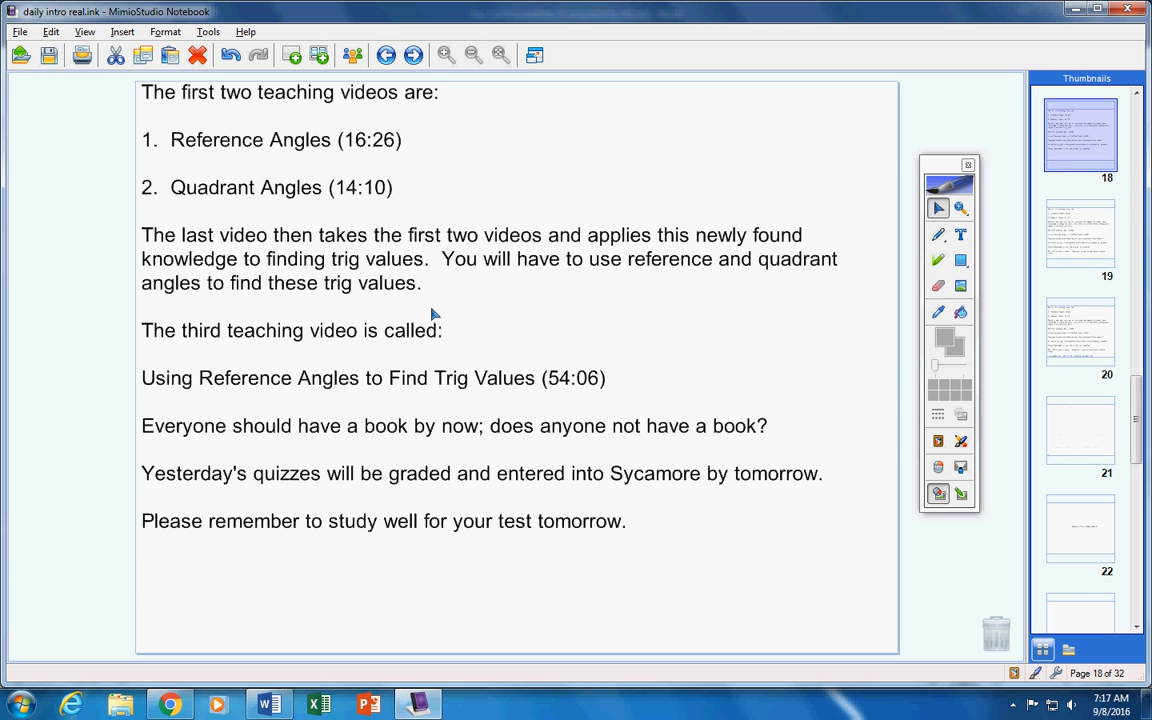 daily intro real.ink - MimioStudio Notebook
File Edit View Insert Format Tools Help
The first two teaching videos are:
1. Reference Angles (16:26)
2. Quadrant Angles (14:10)
The last video then takes the first two videos and applies this newly found
knowledge to finding trig values. You will have to use reference and quadrant
angles to find these trig values.
The third teaching video is called:
Using Reference Angles to Find Trig Values (54:06)
Everyone should have a book by now; does anyone not have a book?
Yesterday's quizzes will be graded and entered into Sycamore by tomorrow.
Please remember to study well for your test tomorrow.
Thumbnails
18
19
20
21
22
Page 18 of 32
7:17 AM
9/8/2016